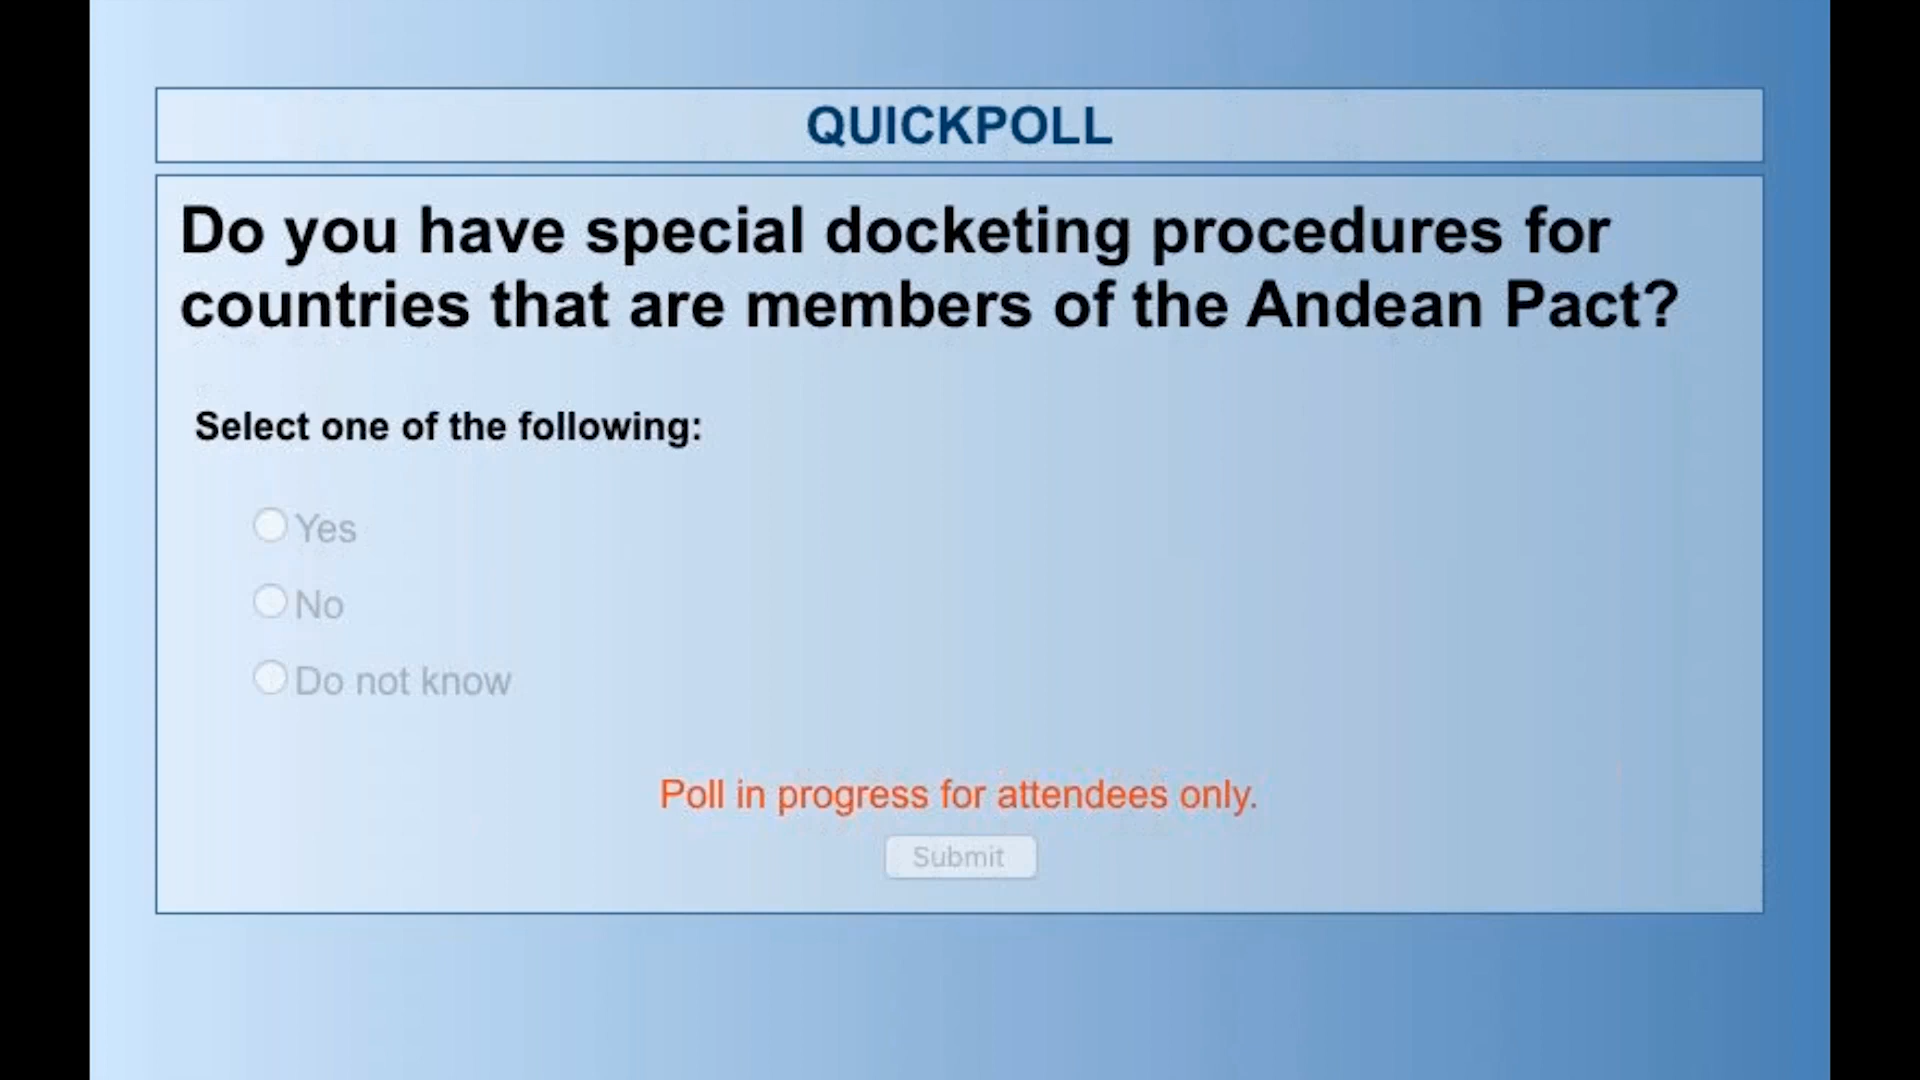 QUICKPOLL
Do you have special docketing procedures for
countries that are members of the Andean Pact?
Select one of the following:
Yes
No
Do not know
Poll in progress for attendees only.
Submit